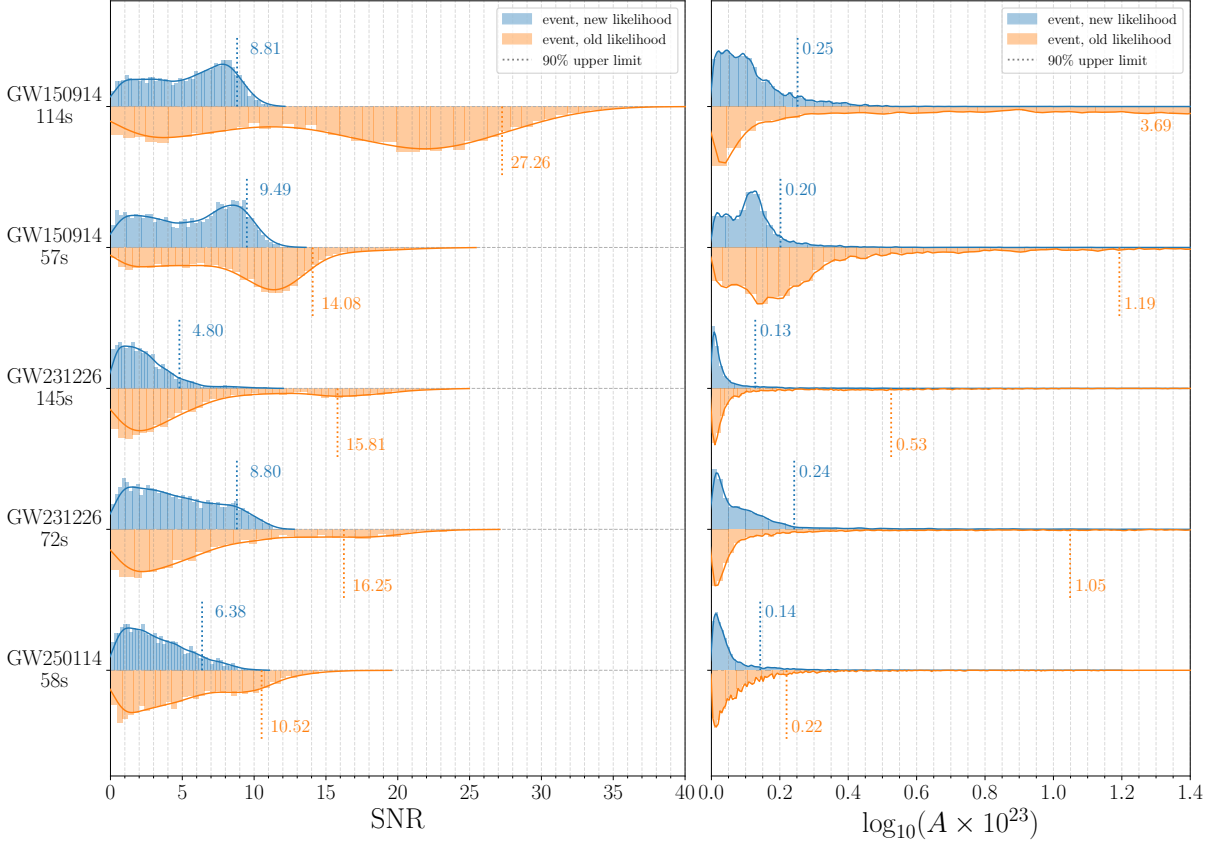 event, new likelihood
event, old likelihood
90% upper limit
event, new likelihood
event, old likelihood
90% upper limit
GW150914
114s
8.81
27.26
0.25
3.69
GW150914
57s
9.49
14.08
0.20
1.19
GW231226
145s
4.80
15.81
0.13
0.53
GW231226
72s
8.80
16.25
0.24
1.05
GW250114
58s
6.38
10.52
0.14
0.22
0 5 10 15 20 25 30 35 40
SNR
0.0 0.2 0.4 0.6 0.8 1.0 1.2 1.4
log₁₀(A × 10²³)